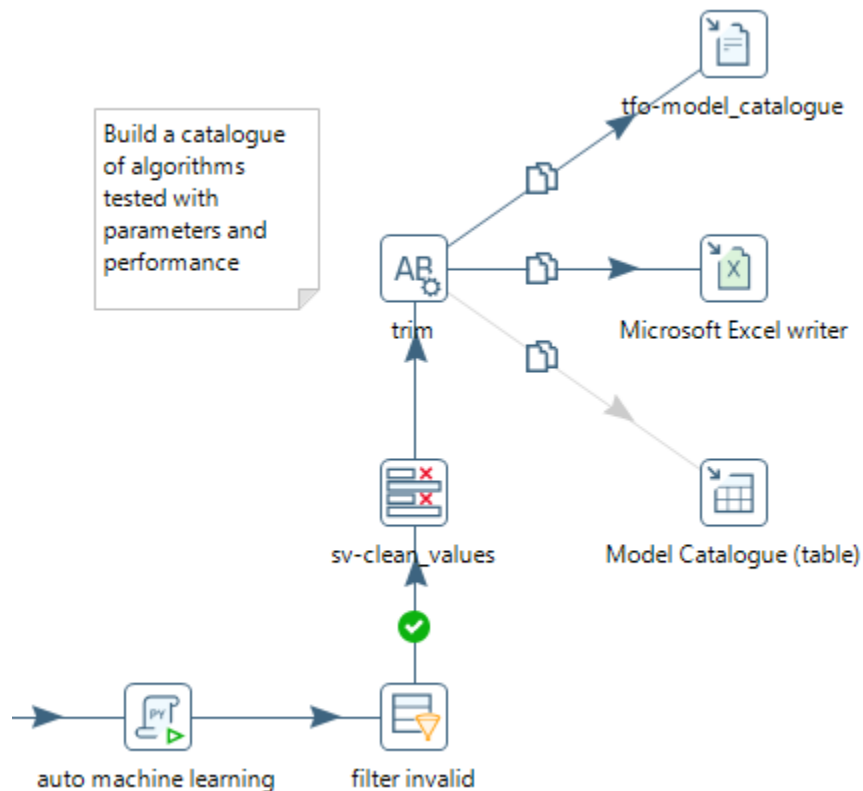 tfo-model_catalogue
Build a catalogue
of algorithms
tested with
parameters and
performance
AB
trim
X
Microsoft Excel writer
sv-clean_values
Model Catalogue (table)
PY
auto machine learning
filter invalid